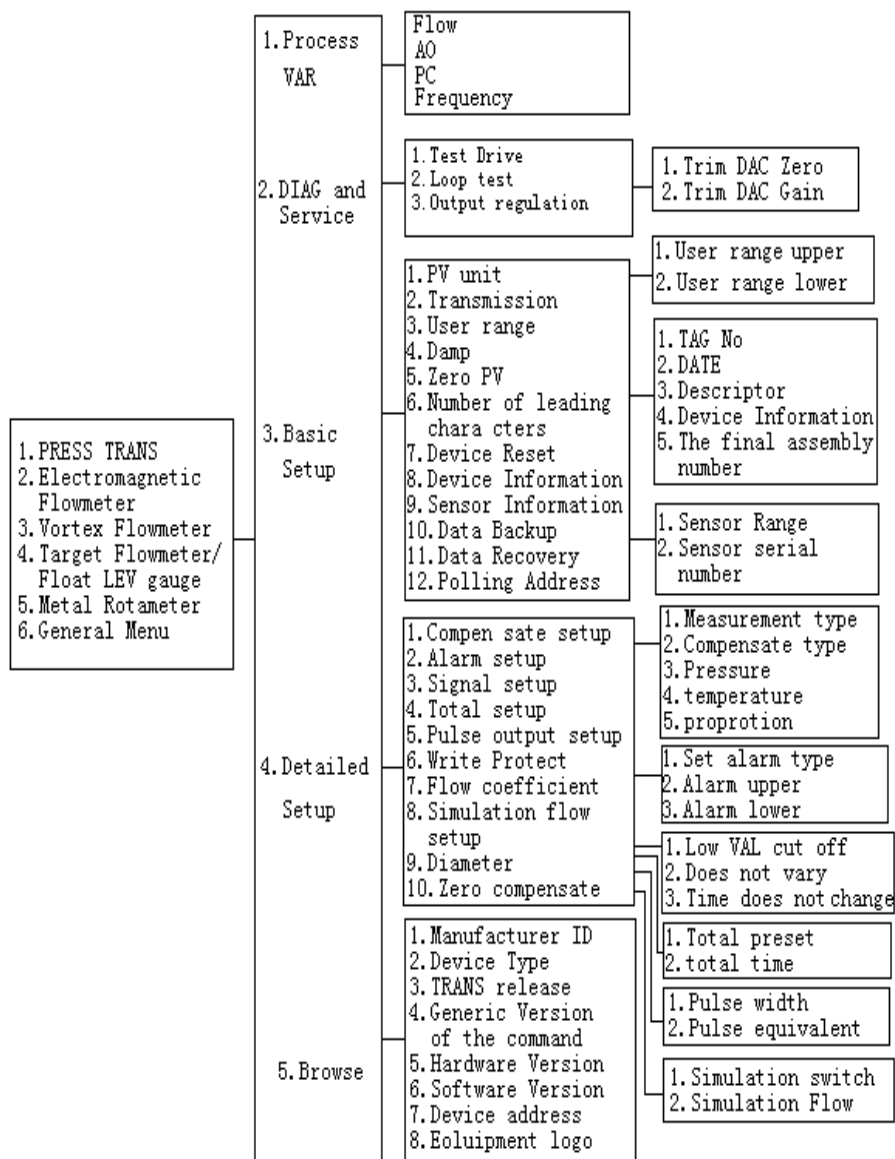 1.PRESS TRANS
2.Electromagnetic
Flowmeter
3.Vortex Flowmeter
4.Target Flowmeter/
Float LEV gauge
5.Metal Rotameter
6.General Menu
1.Process
VAR
2.DIAG and
Service
3.Basic
Setup
4.Detailed
Setup
5.Browse
Flow
AO
PC
Frequency
1.Test Drive
2.Loop test
3.Output regulation
1.Trim DAC Zero
2.Trim DAC Gain
1.PV unit
2.Transmission
3.User range
4.Damp
5.Zero PV
6.Number of leading
chara cters
7.Device Reset
8.Device Information
9.Sensor Information
10.Data Backup
11.Data Recovery
12.Polling Address
1.User range upper
2.User range lower
1.TAG No
2.DATE
3.Descriptor
4.Device Information
5.The final assembly
number
1.Sensor Range
2.Sensor serial
number
1.Compen sate setup
2.Alarm setup
3.Signal setup
4.Total setup
5.Pulse output setup
6.Write Protect
7.Flow coefficient
8.Simulation flow
setup
9.Diameter
10.Zero compensate
1.Measurement type
2.Compensate type
3.Pressure
4.temperature
5.proprotion
1.Set alarm type
2.Alarm upper
3.Alarm lower
1.Low VAL cut off
2.Does not vary
3.Time does not change
1.Total preset
2.total time
1.Pulse width
2.Pulse equivalent
1.Simulation switch
2.Simulation Flow
1.Manufacturer ID
2.Device Type
3.TRANS release
4.Generic Version
of the command
5.Hardware Version
6.Software Version
7.Device address
8.Eoluipment logo